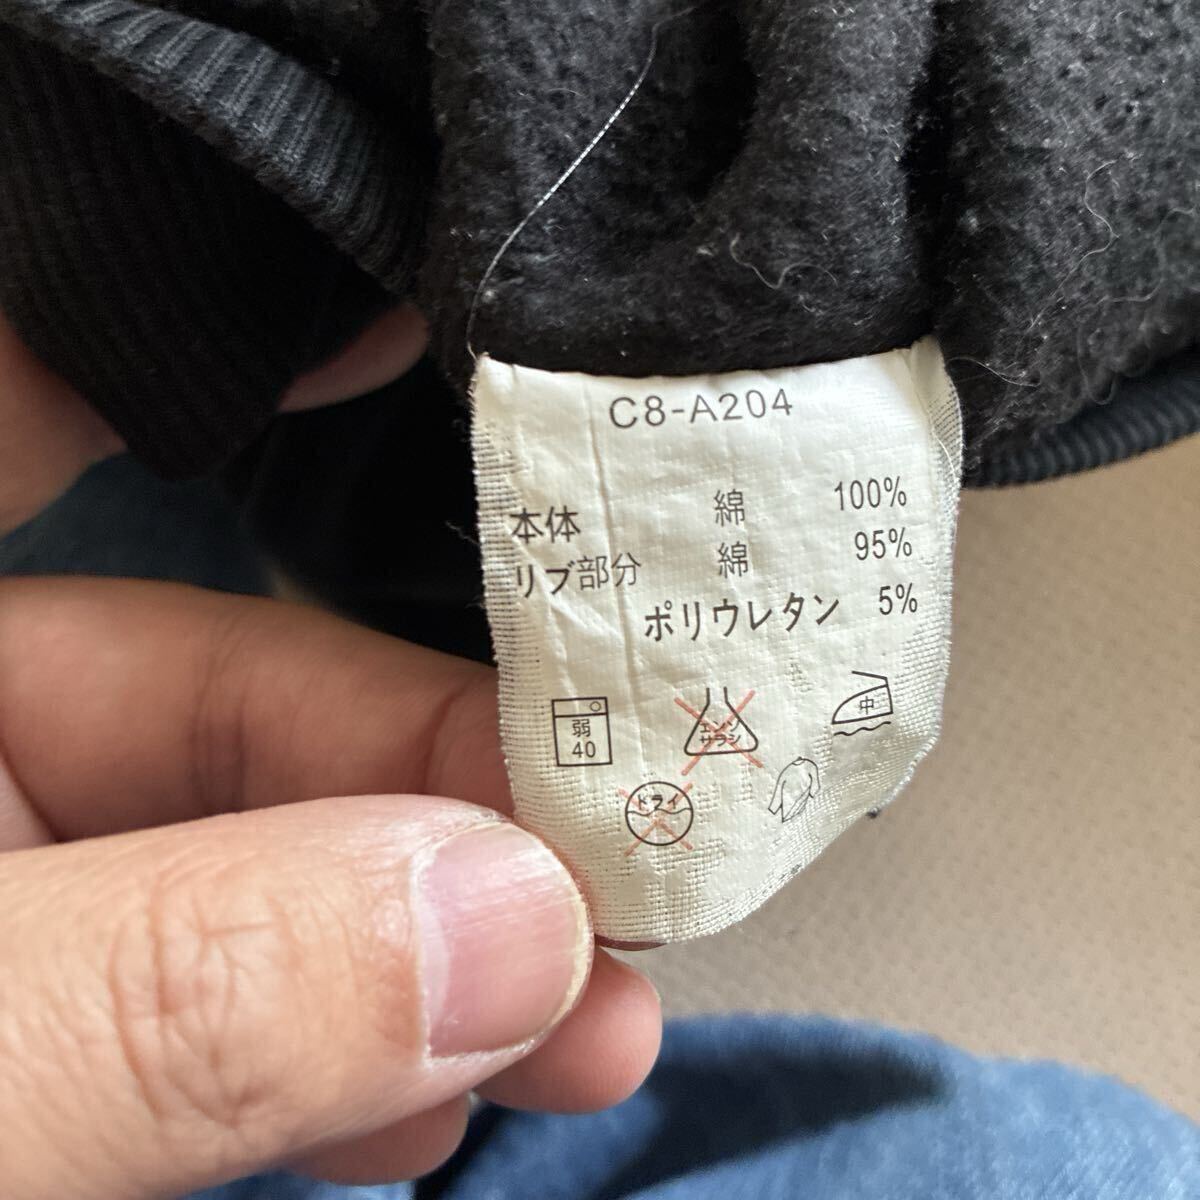 C8-A204
本体 綿 100%
リブ部分 綿 95%
ポリウレタン 5%
弱
40
エンソ
サラシ
中
ドライ